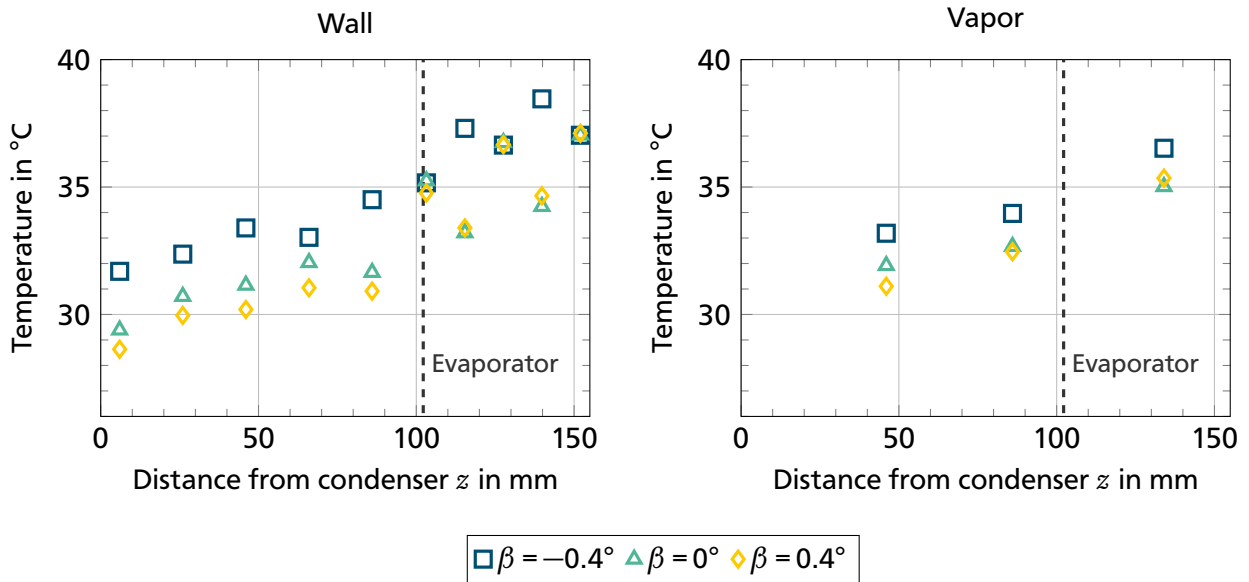 Wall
40
35
30
Temperature in °C
Evaporator
0 50 100 150
Distance from condenser z in mm
Vapor
40
35
30
Temperature in °C
Evaporator
0 50 100 150
Distance from condenser z in mm
β = −0.4° β = 0° β = 0.4°